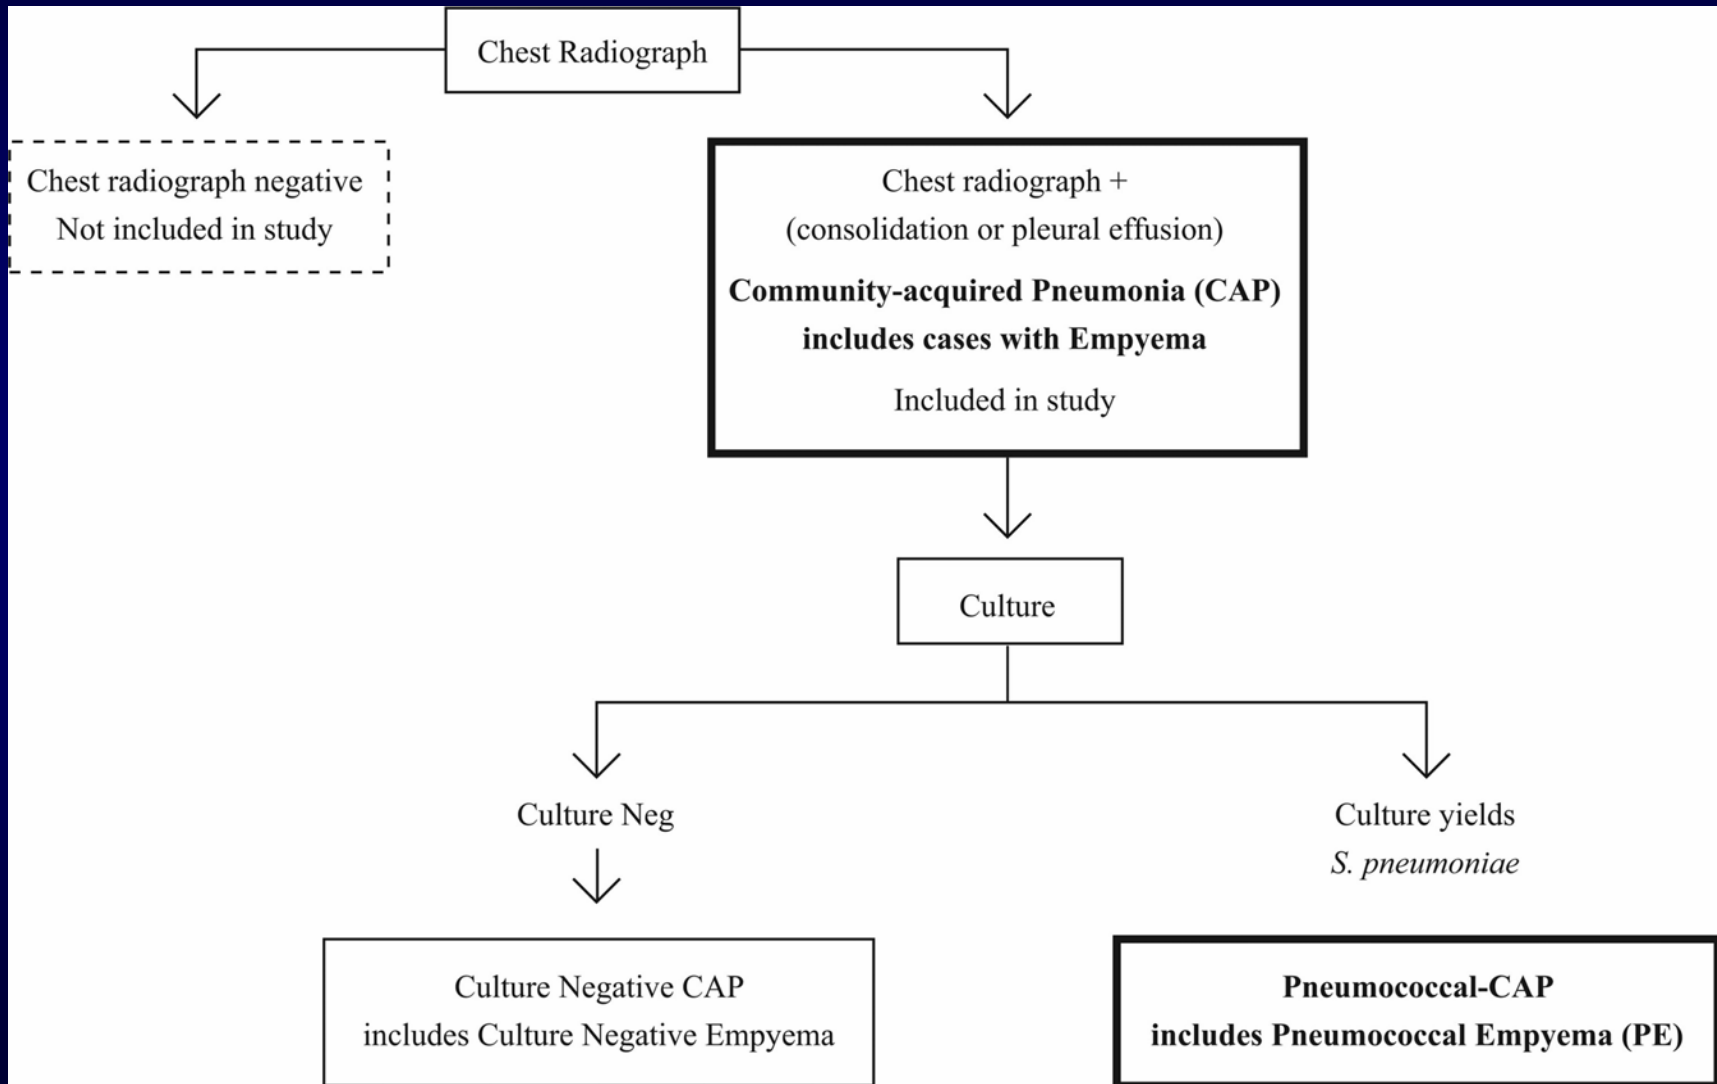 Chest Radiograph
Chest radiograph negative
Not included in study
Chest radiograph +
(consolidation or pleural effusion)
Community-acquired Pneumonia (CAP)
includes cases with Empyema
Included in study
Culture
Culture Neg
Culture yields
S. pneumoniae
Culture Negative CAP
includes Culture Negative Empyema
Pneumococcal-CAP
includes Pneumococcal Empyema (PE)